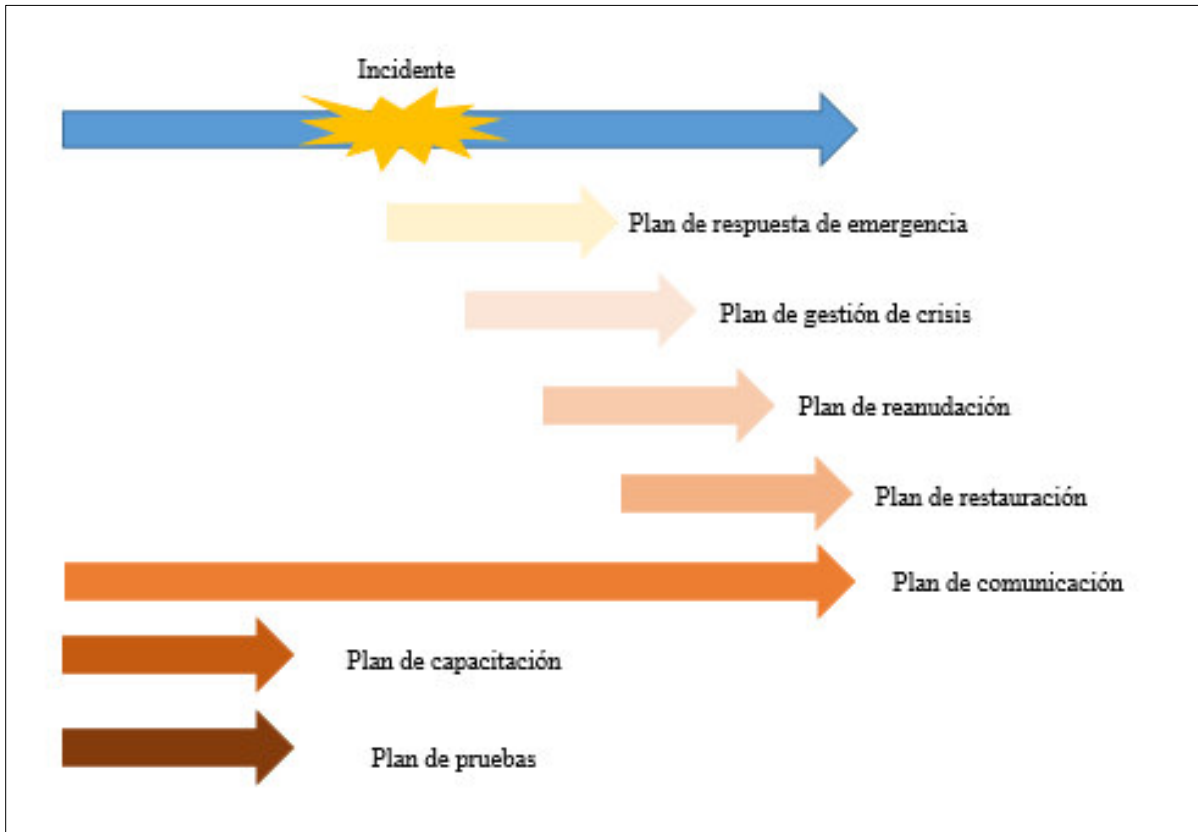 Incidente
Plan de respuesta de emergencia
Plan de gestión de crisis
Plan de reanudación
Plan de restauración
Plan de comunicación
Plan de capacitación
Plan de pruebas